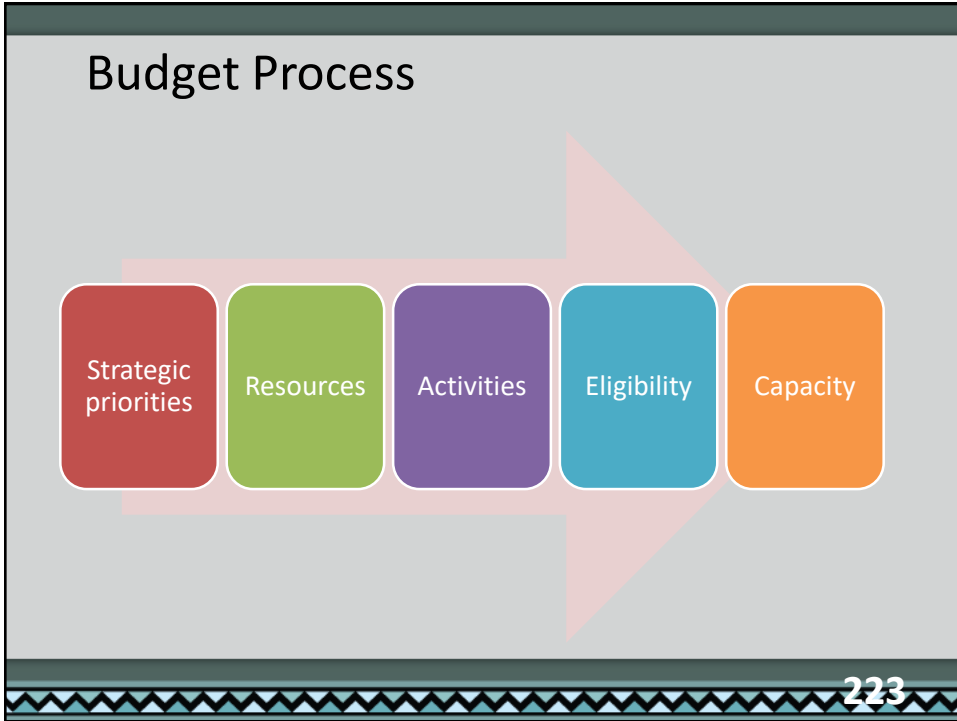 Budget Process
Strategic
priorities
Resources
Activities
Eligibility
Capacity
223